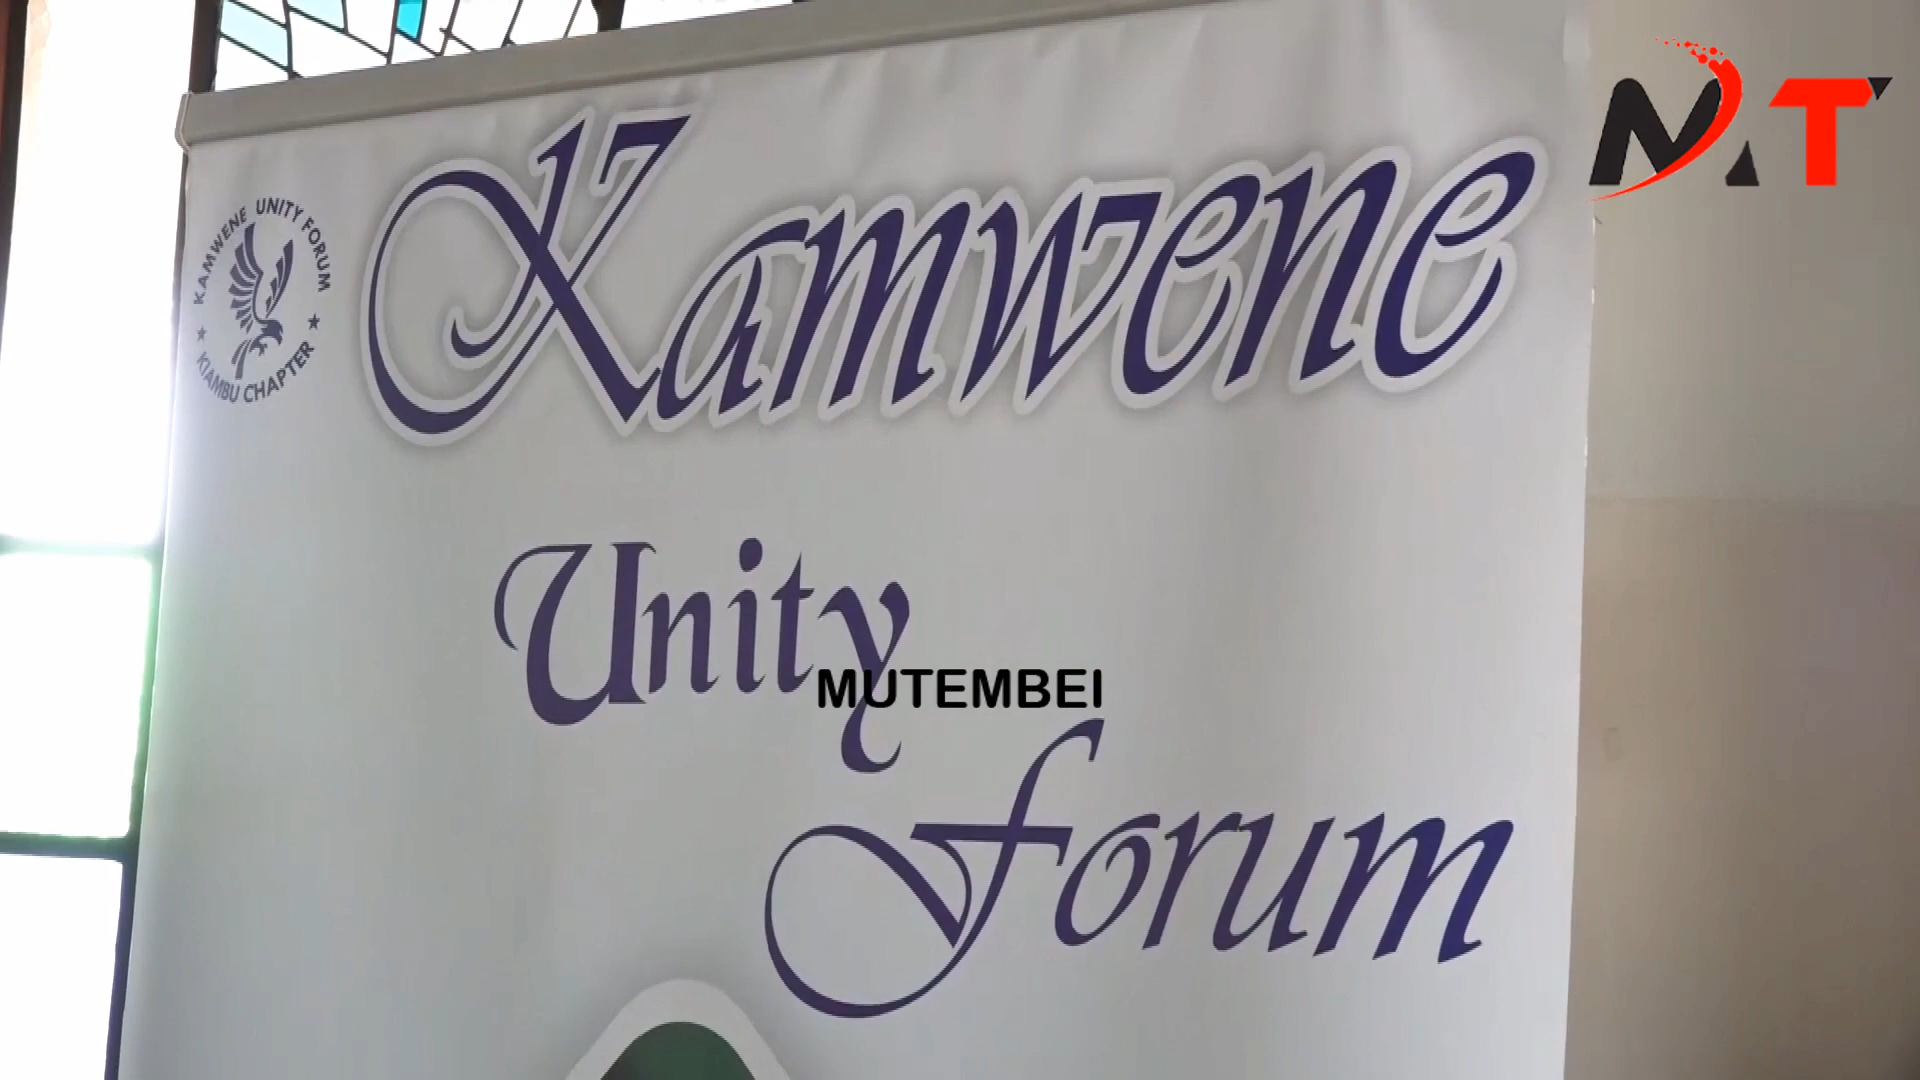 KAMWENE UNITY FORUM
KIAMBU CHAPTER
Kamwene
Unity
Forum
MUTEMBEI
MT